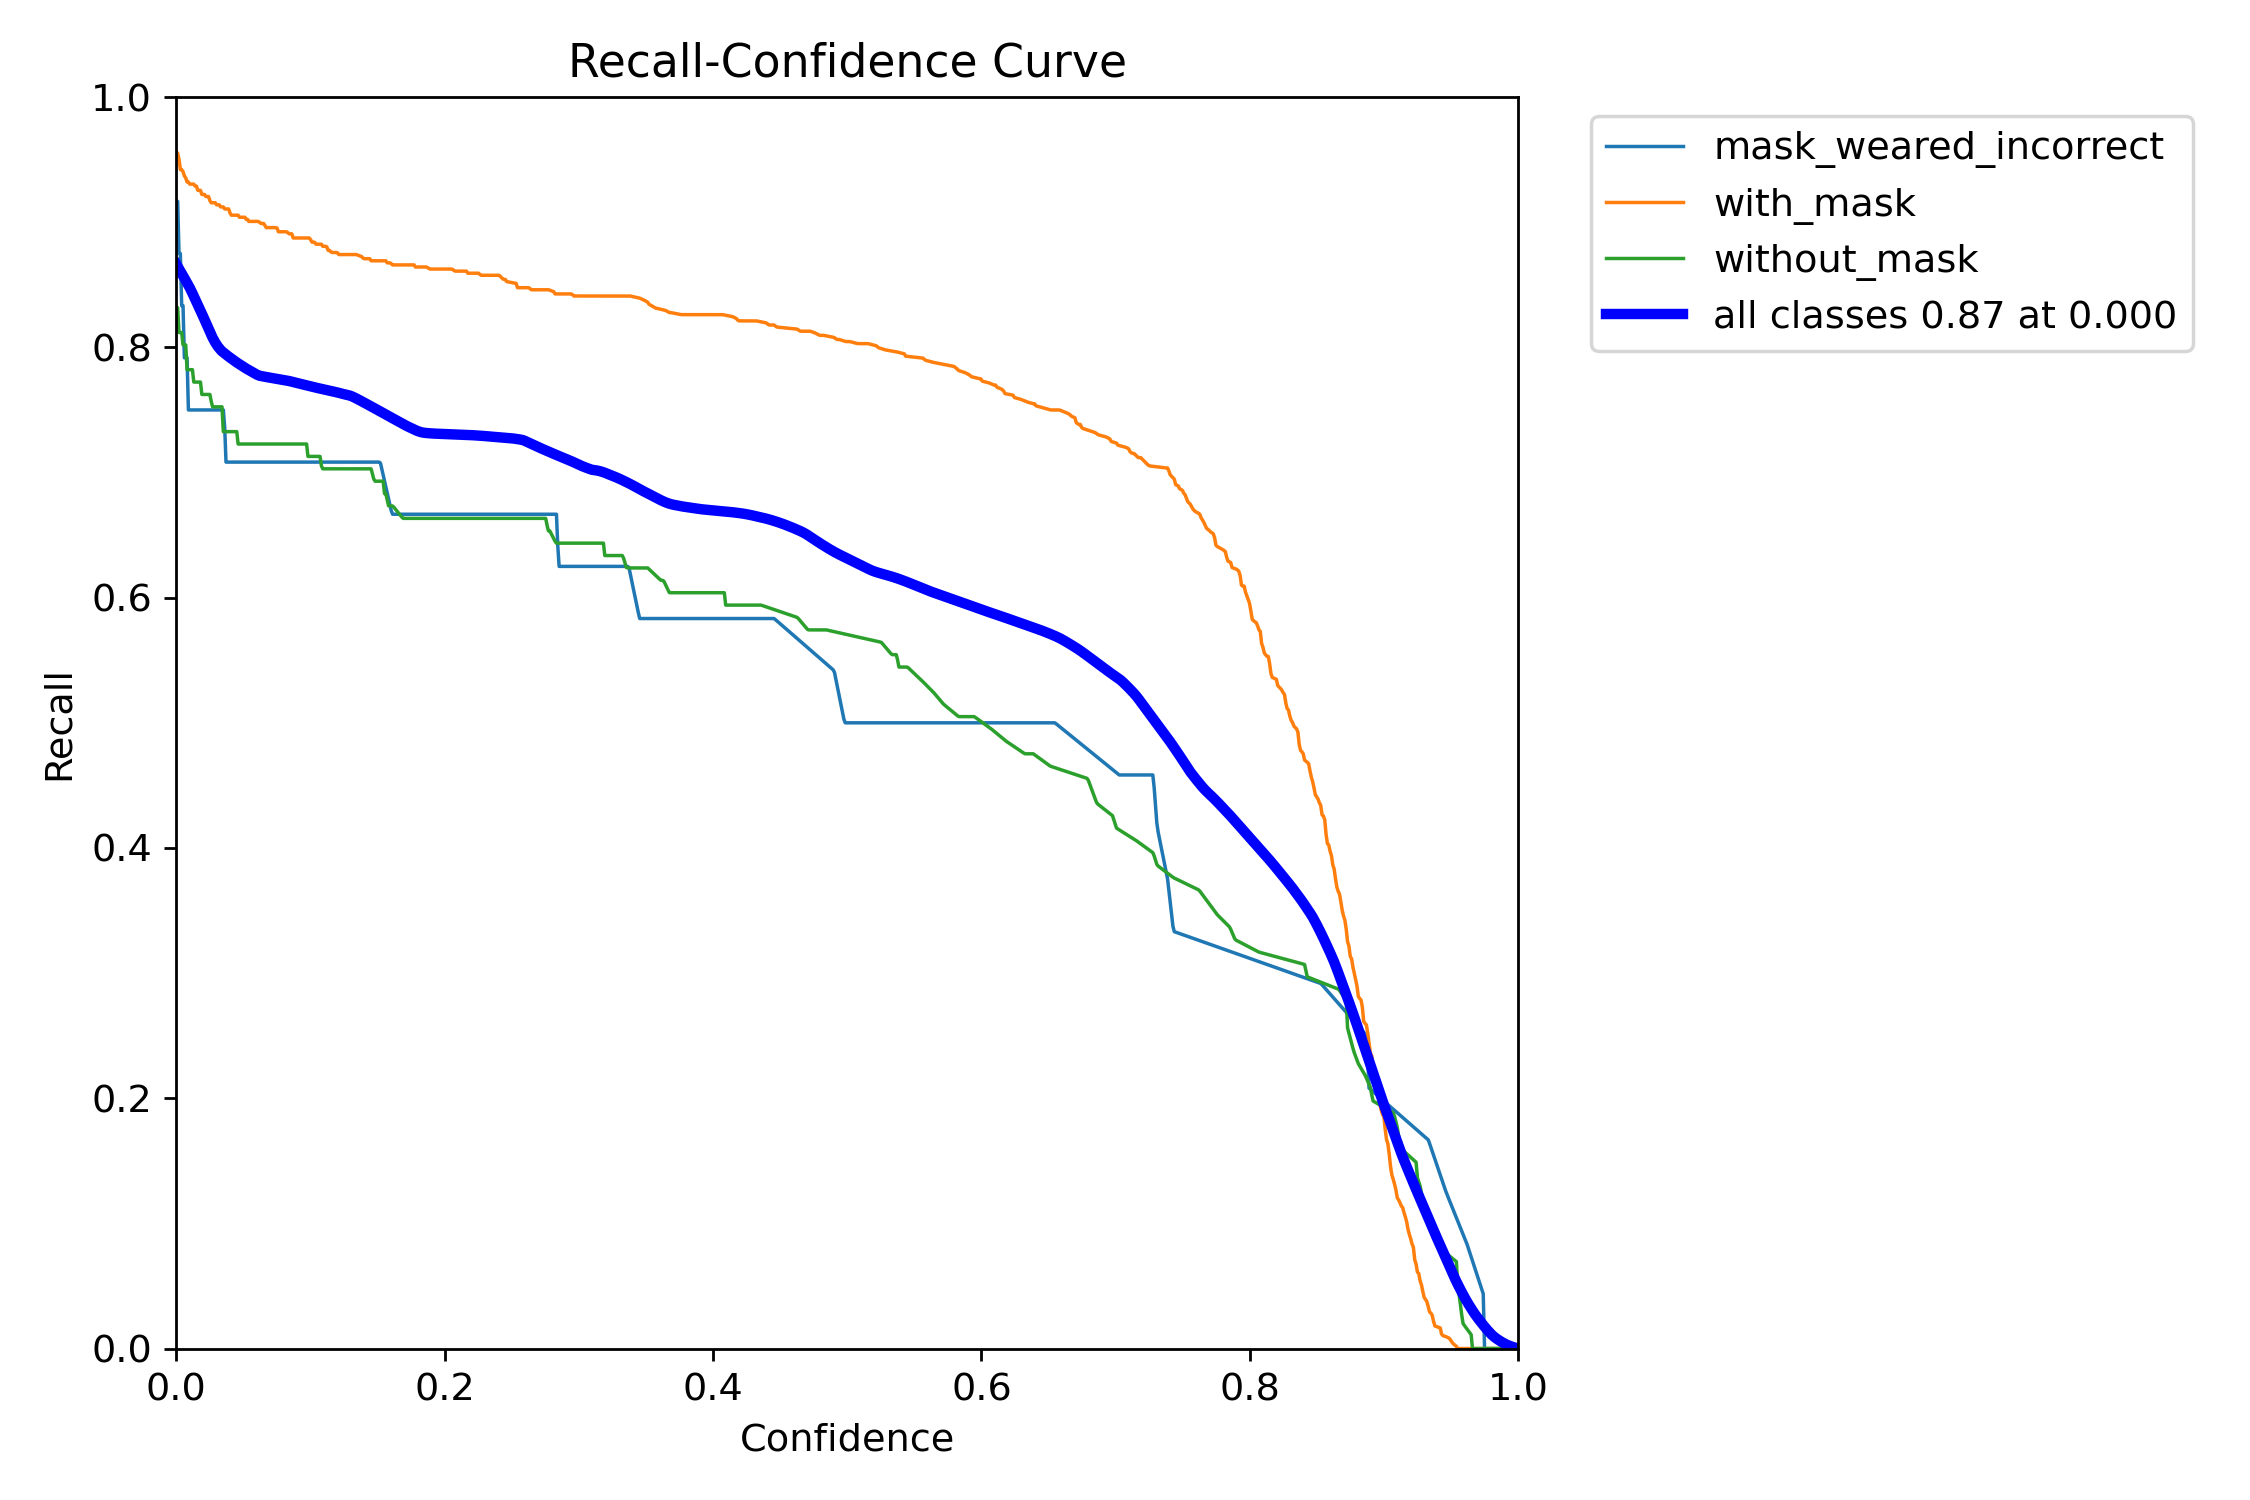 Recall-Confidence Curve
1.0
0.8
0.6
0.4
0.2
0.0
Recall
0.0 0.2 0.4 0.6 0.8 1.0
Confidence
mask_weared_incorrect
with_mask
without_mask
all classes 0.87 at 0.000